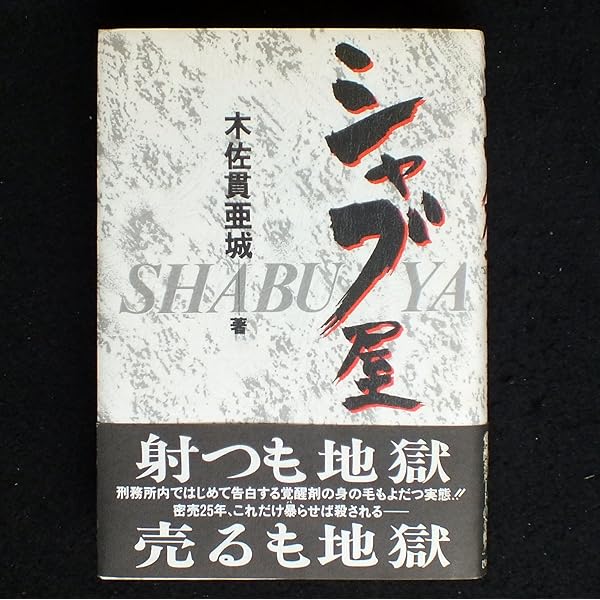 シャブ屋
木佐貫亜城
著
SHABU YA
射つも地獄
刑務所内ではじめて告白する覚醒剤の身の毛もよだつ実態!!
密売25年、これだけ暴らせば殺される——
売るも地獄